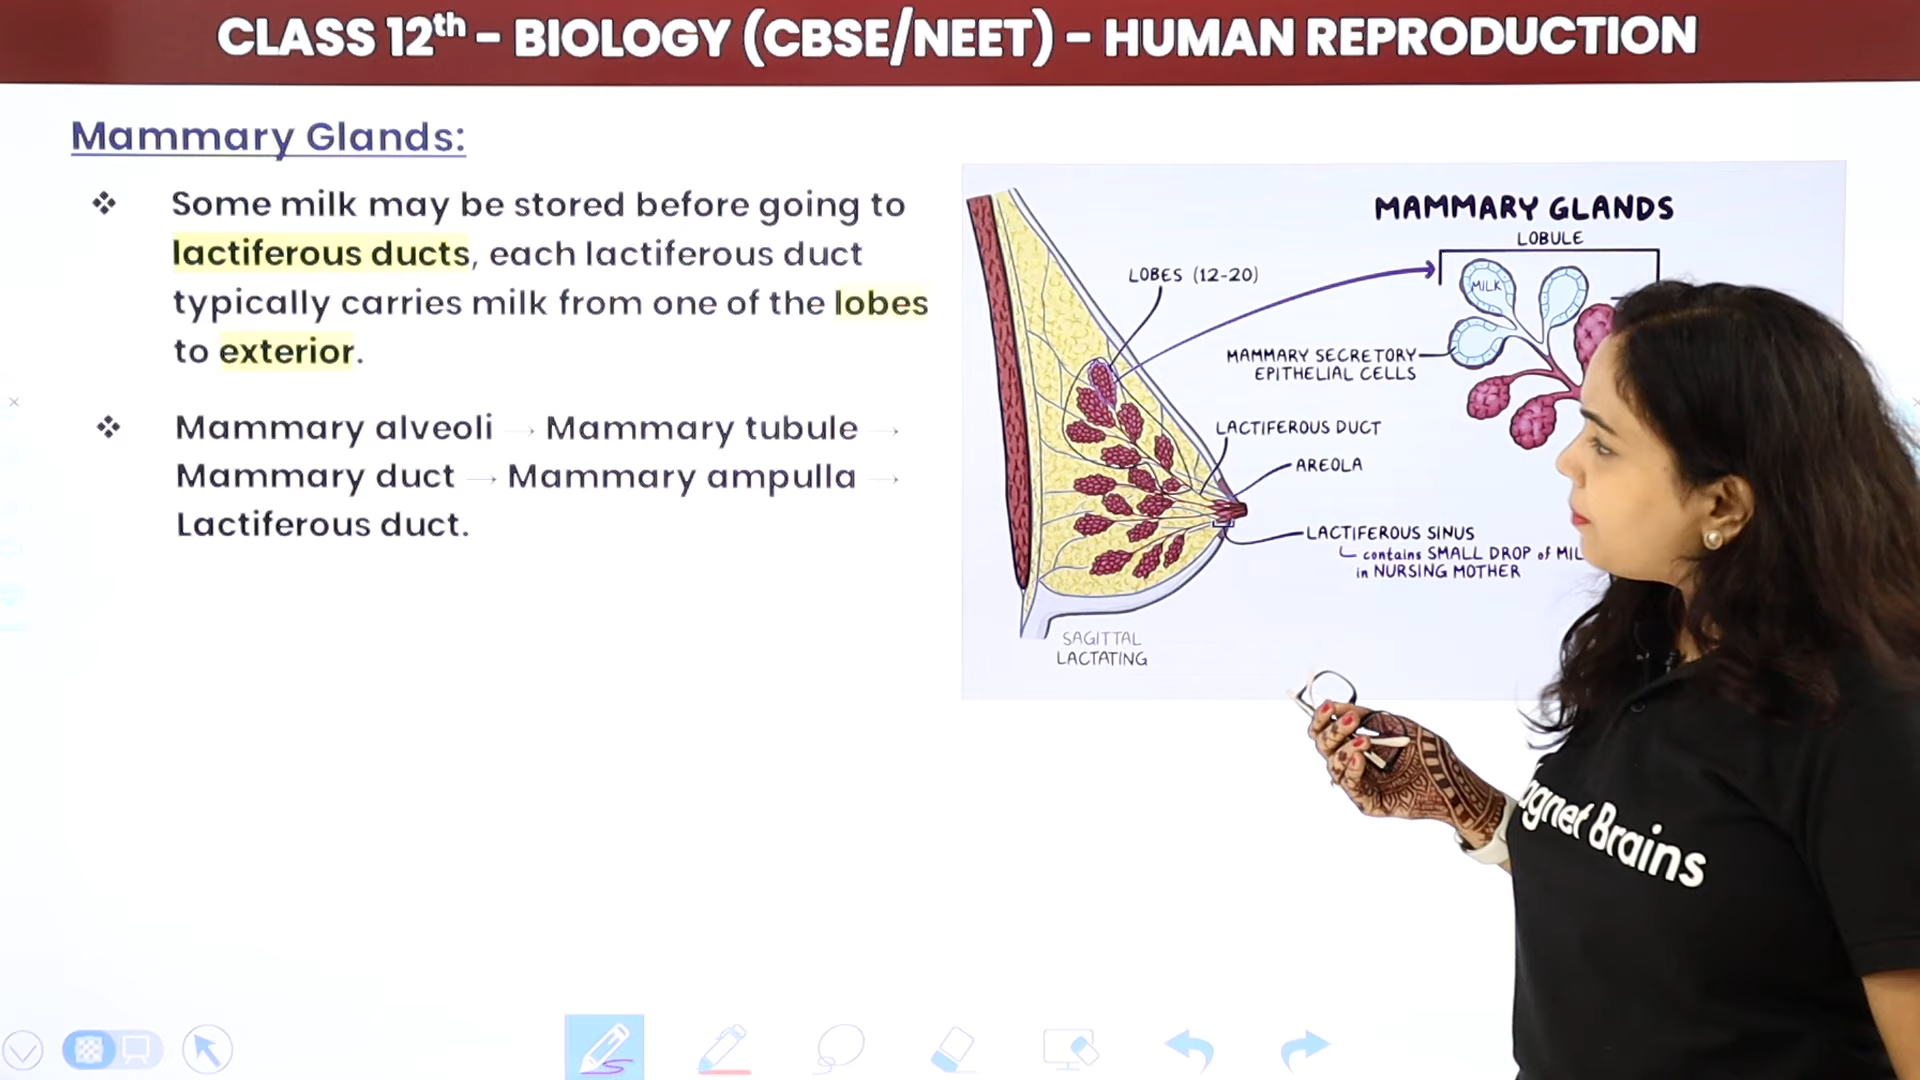 CLASS 12th - BIOLOGY (CBSE/NEET) - HUMAN REPRODUCTION
Mammary Glands:
❖ Some milk may be stored before going to
lactiferous ducts, each lactiferous duct
typically carries milk from one of the lobes
to exterior.
❖ Mammary alveoli → Mammary tubule →
Mammary duct → Mammary ampulla →
Lactiferous duct.
MAMMARY GLANDS
LOBULE
LOBES (12-20)
MILK
MAMMARY SECRETORY
EPITHELIAL CELLS
LACTIFEROUS DUCT
AREOLA
LACTIFEROUS SINUS
contains SMALL DROP of MIL
in NURSING MOTHER
SAGITTAL
LACTATING
agnet Brains